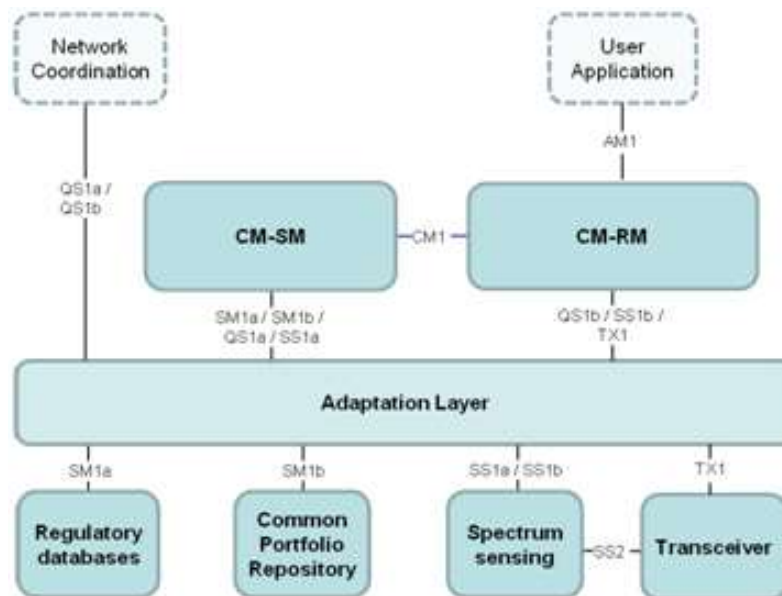 Network
Coordination
User
Application
AM1
QS1a /
QS1b
CM-SM
CM1
CM-RM
SM1a / SM1b /
QS1a / SS1a
QS1b / SS1b /
TX1
Adaptation Layer
SM1a
SM1b
SS1a / SS1b
TX1
Regulatory
databases
Common
Portfolio
Repository
Spectrum
sensing
SS2
Transceiver